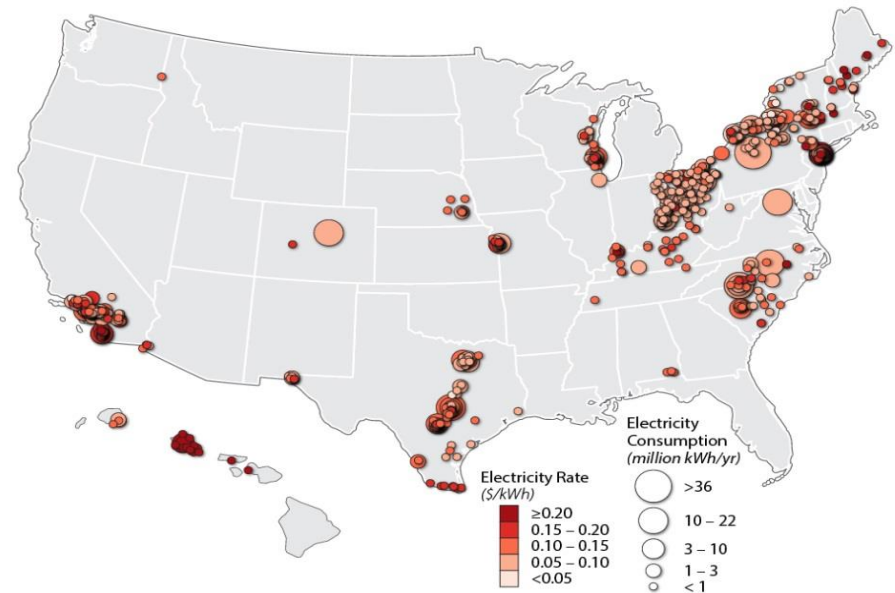 Electricity Rate
($/kWh)
≥0.20
0.15 – 0.20
0.10 – 0.15
0.05 – 0.10
<0.05
Electricity
Consumption
(million kWh/yr)
>36
10 – 22
3 – 10
1 – 3
< 1